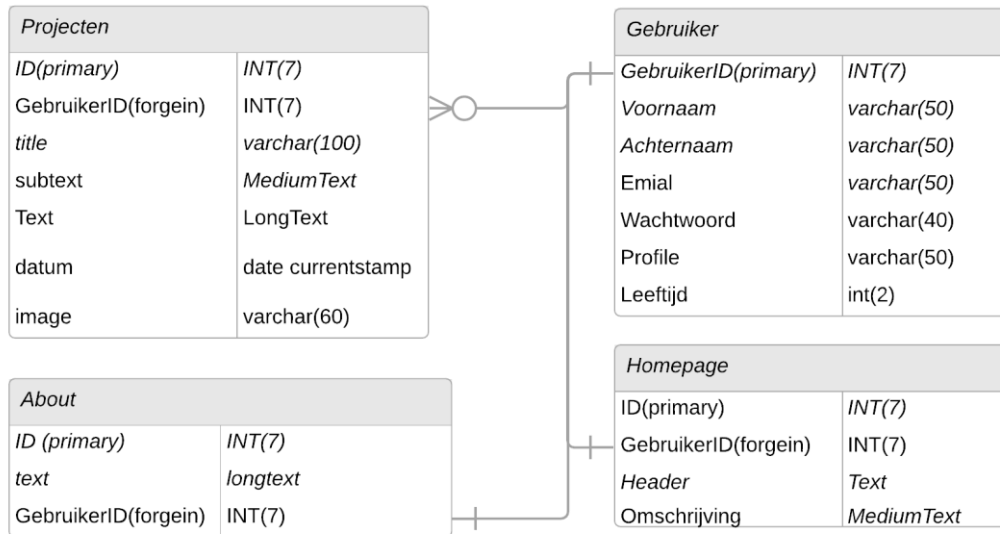 Projecten
ID(primary) INT(7)
GebruikerID(forgein) INT(7)
title varchar(100)
subtext MediumText
Text LongText
datum date currentstamp
image varchar(60)
Gebruiker
GebruikerID(primary) INT(7)
Voornaam varchar(50)
Achternaam varchar(50)
Emial varchar(50)
Wachtwoord varchar(40)
Profile varchar(50)
Leeftijd int(2)
About
ID (primary) INT(7)
text longtext
GebruikerID(forgein) INT(7)
Homepage
ID(primary) INT(7)
GebruikerID(forgein) INT(7)
Header Text
Omschrijving MediumText